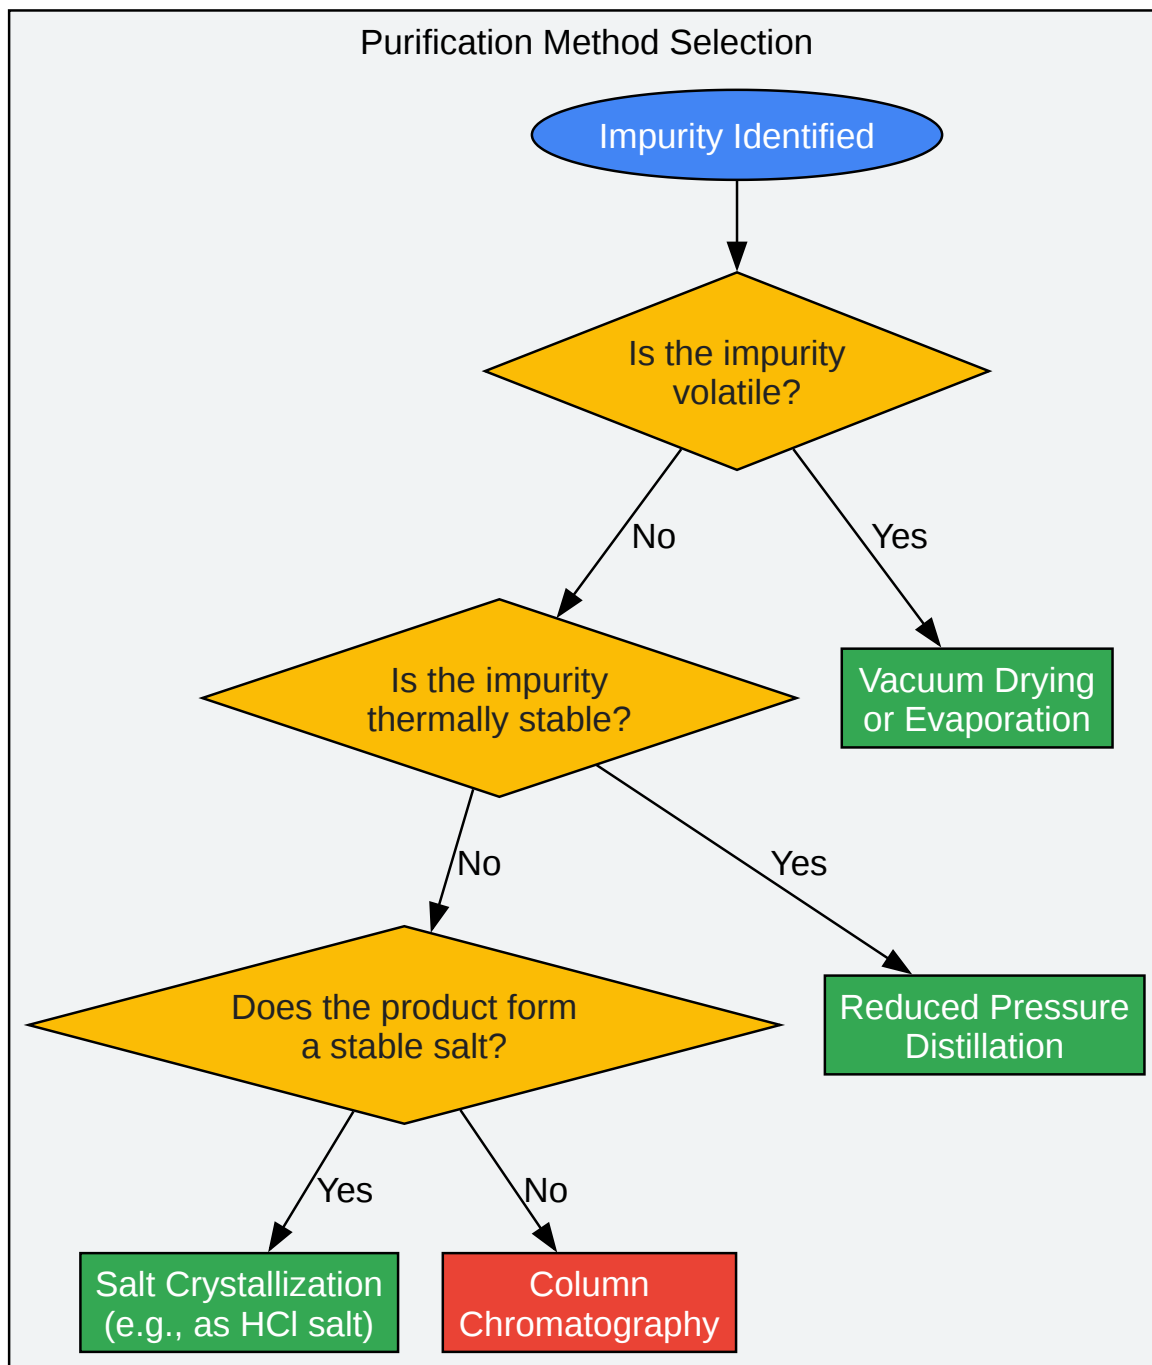 Purification Method Selection
Impurity Identified
Is the impurity
volatile?
No
Yes
Is the impurity
thermally stable?
Vacuum Drying
or Evaporation
No
Yes
Does the product form
a stable salt?
Reduced Pressure
Distillation
Yes
No
Salt Crystallization
(e.g., as HCl salt)
Column
Chromatography